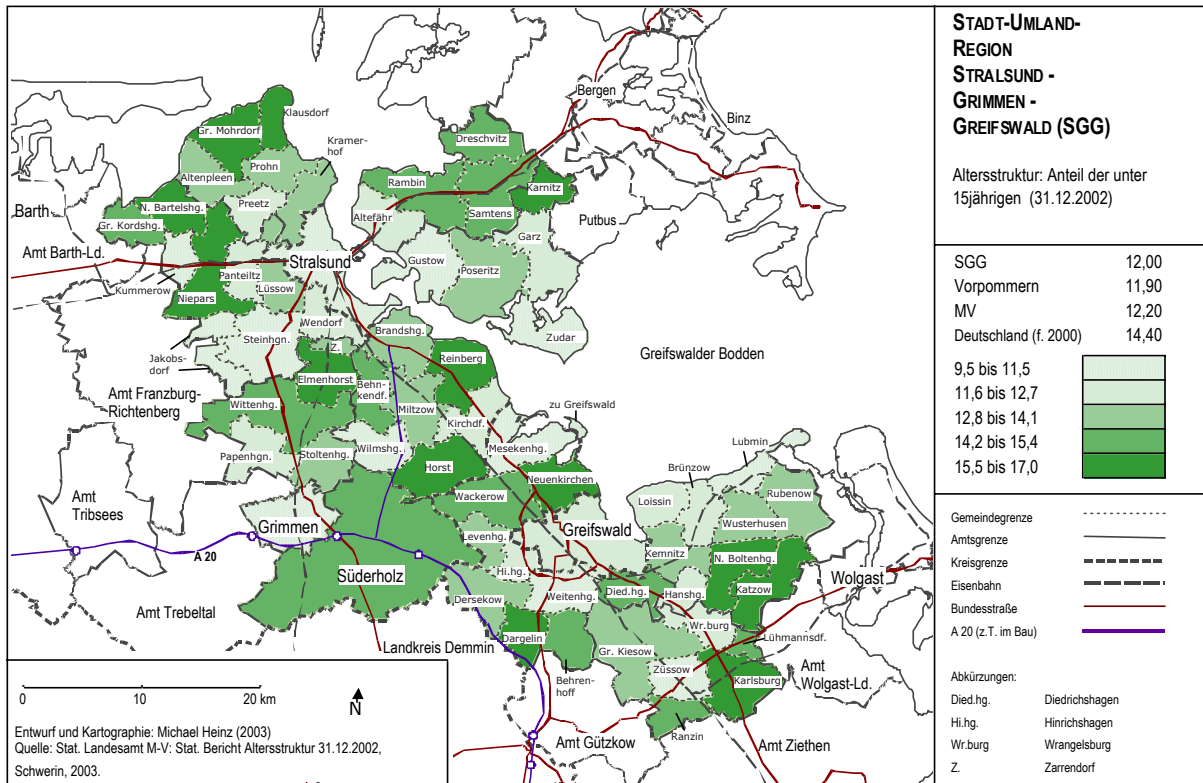 STADT-UMLAND-
REGION
STRALSUND -
GRIMMEN -
GREIFSWALD (SGG)
Altersstruktur: Anteil der unter
15jährigen (31.12.2002)
SGG 12,00
Vorpommern 11,90
MV 12,20
Deutschland (f. 2000) 14,40
9,5 bis 11,5
11,6 bis 12,7
12,8 bis 14,1
14,2 bis 15,4
15,5 bis 17,0
Gemeindegrenze
Amtsgrenze
Kreisgrenze
Eisenbahn
Bundesstraße
A 20 (z.T. im Bau)
Abkürzungen:
Died.hg. Diedrichshagen
Hi.hg. Hinrichshagen
Wr.burg Wrangelsburg
Z. Zarrendorf
Bergen
Binz
Klausdorf
Gr. Mohrdorf
Kramer-
hof
Dreschvitz
Prohn
Altenpleen
Rambin
Karnitz
Preetz
Barth
N. Bartelshg.
Altefähr
Samtens
Putbus
Gr. Kordshg.
Garz
Amt Barth-Ld.
Stralsund
Gustow
Poseritz
Panteiltz
Lüssow
Kummerow
Niepars
Wendorf
Brandshg.
Zudar
Steinhgn.
Z.
Reinberg
Greifswalder Bodden
Jakobs-
dorf
Elmenhorst
Behn-
kendf.
Amt Franzburg-
Richtenberg
Wittenhg.
Miltzow
zu Greifswald
Kirchdf.
Papenhgn.
Stoltenhg.
Wilmshg.
Mesekenhg.
Lubmin
Horst
Brünzow
Neuenkirchen
Loissin
Rubenow
Amt
Tribsees
Wackerow
Grimmen
Greifswald
Wusterhusen
Levenhg.
Kemnitz
A 20
N. Boltenhg.
Süderholz
Hi.hg.
Wolgast
Dersekow
Weitenhg.
Died.hg.
Hanshg.
Katzow
Amt Trebeltal
Wr.burg
Dargelin
Lühmannsdf.
Landkreis Demmin
Gr. Kiesow
Züssow
Amt
Wolgast-Ld.
Behren-
hoff
Karlsburg
Ranzin
Amt Gützkow
Amt Ziethen
0 10 20 km
N
Entwurf und Kartographie: Michael Heinz (2003)
Quelle: Stat. Landesamt M-V: Stat. Bericht Altersstruktur 31.12.2002,
Schwerin, 2003.